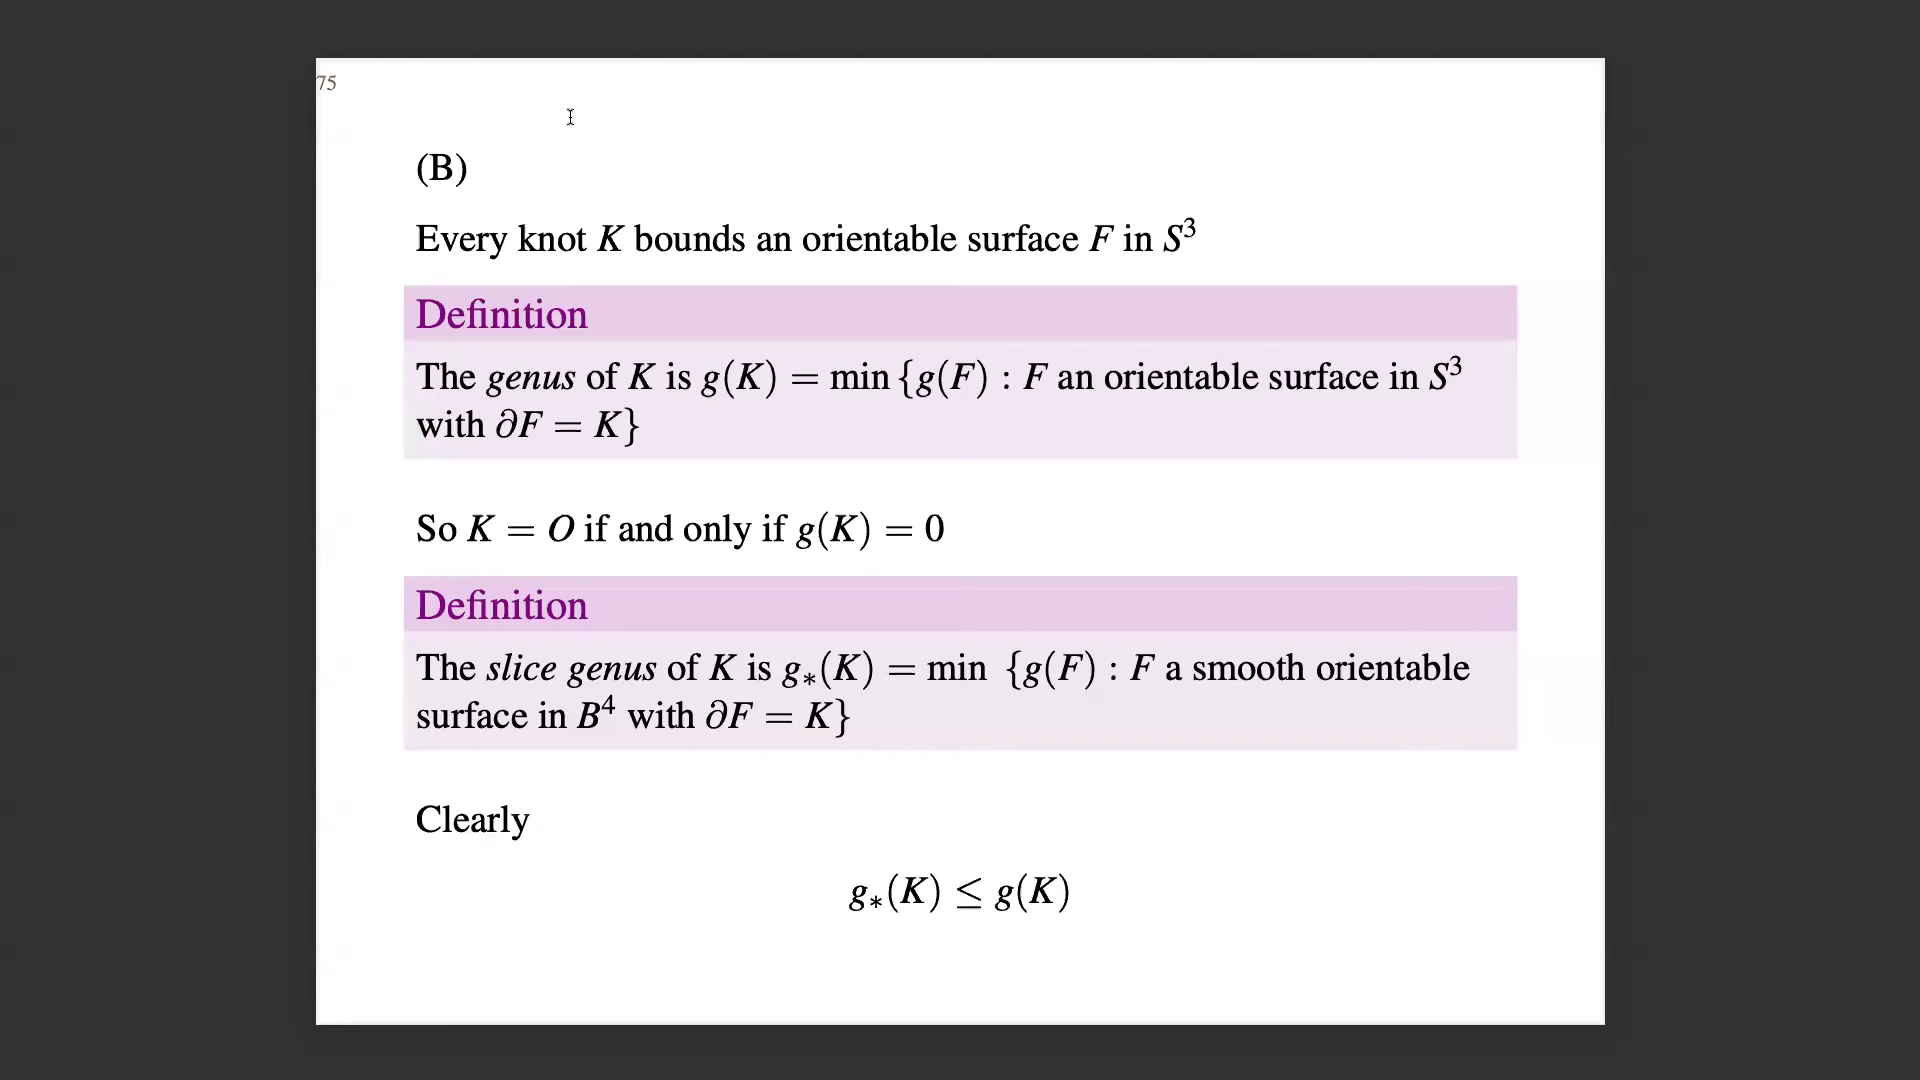 75
(B)
Every knot K bounds an orientable surface F in S³
Definition
The genus of K is g(K) = min {g(F) : F an orientable surface in S³
with ∂F = K}
So K = O if and only if g(K) = 0
Definition
The slice genus of K is g∗(K) = min {g(F) : F a smooth orientable
surface in B⁴ with ∂F = K}
Clearly
g∗(K) ≤ g(K)